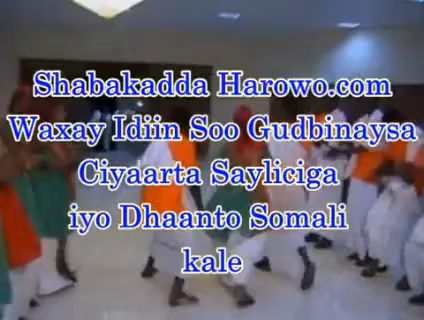 Shabakadda Harowo.com
Waxay Idiin Soo Gudbinaysa
Ciyaarta Sayliciga
iyo Dhaanto Somali
kale